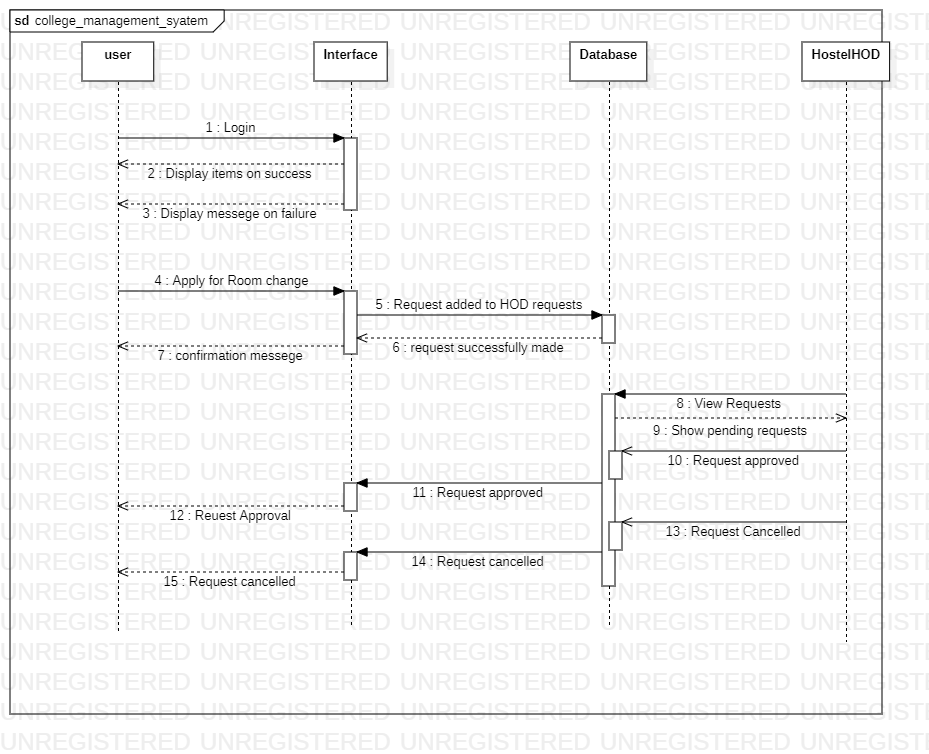 sd college_management_syatem
user
Interface
Database
HostelHOD
1 : Login
2 : Display items on success
3 : Display messege on failure
4 : Apply for Room change
5 : Request added to HOD requests
6 : request successfully made
7 : confirmation messege
8 : View Requests
9 : Show pending requests
10 : Request approved
11 : Request approved
12 : Reuest Approval
13 : Request Cancelled
14 : Request cancelled
15 : Request cancelled
UNREGISTERED UNREGISTERED UNREGISTERED UNREGISTERED